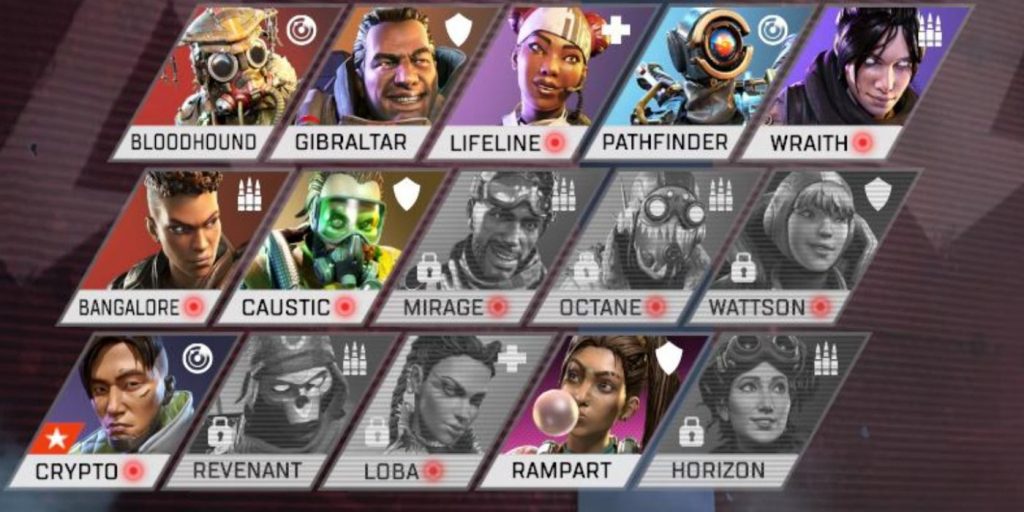 BLOODHOUND GIBRALTAR LIFELINE PATHFINDER WRAITH
BANGALORE CAUSTIC MIRAGE OCTANE WATTSON
CRYPTO REVENANT LOBA RAMPART HORIZON